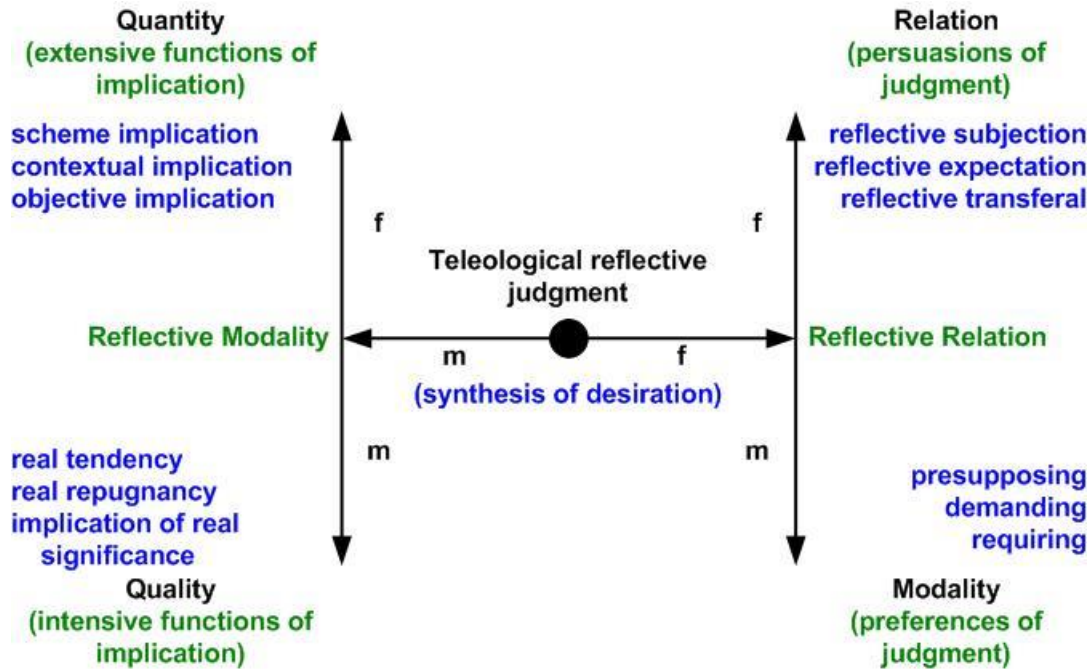 Quantity
(extensive functions of
implication)
scheme implication
contextual implication
objective implication
f
Relation
(persuasions of
judgment)
reflective subjection
reflective expectation
reflective transferal
f
Teleological reflective
judgment
Reflective Modality
m
f
Reflective Relation
(synthesis of desiration)
m
real tendency
real repugnancy
implication of real
significance
Quality
(intensive functions of
implication)
m
presupposing
demanding
requiring
Modality
(preferences of
judgment)